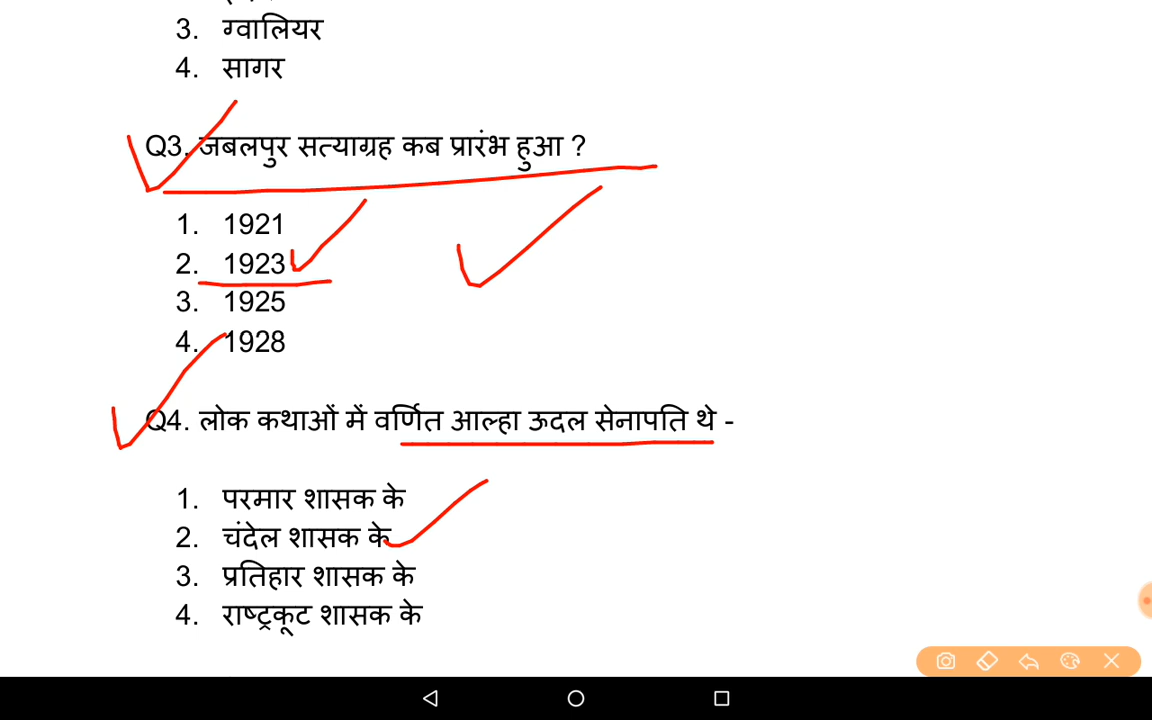 3. ग्वालियर
4. सागर
Q3. जबलपुर सत्याग्रह कब प्रारंभ हुआ ?
1. 1921
2. 1923
3. 1925
4. 1928
Q4. लोक कथाओं में वर्णित आल्हा ऊदल सेनापति थे -
1. परमार शासक के
2. चंदेल शासक के
3. प्रतिहार शासक के
4. राष्ट्रकूट शासक के